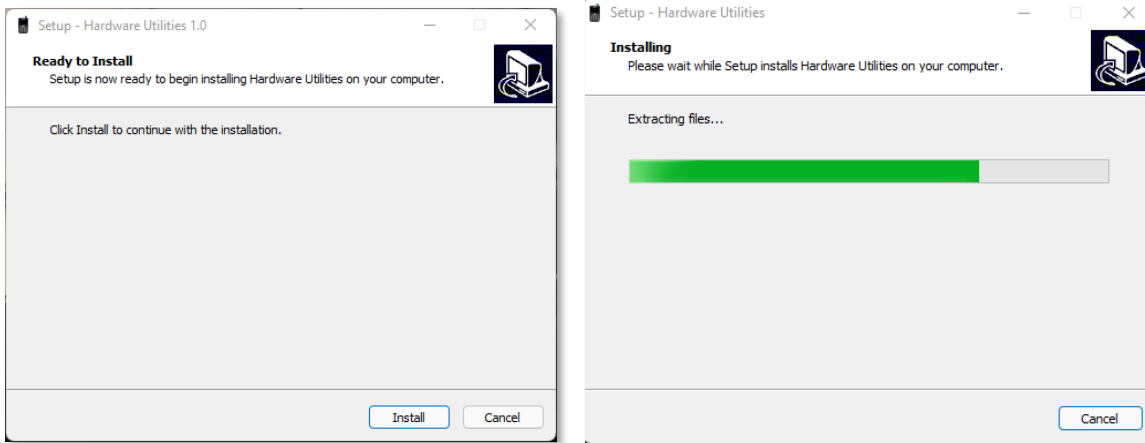 Setup - Hardware Utilities 1.0
Ready to Install
Setup is now ready to begin installing Hardware Utilities on your computer.
Click Install to continue with the installation.
Install
Cancel
Setup - Hardware Utilities
Installing
Please wait while Setup installs Hardware Utilities on your computer.
Extracting files...
Cancel